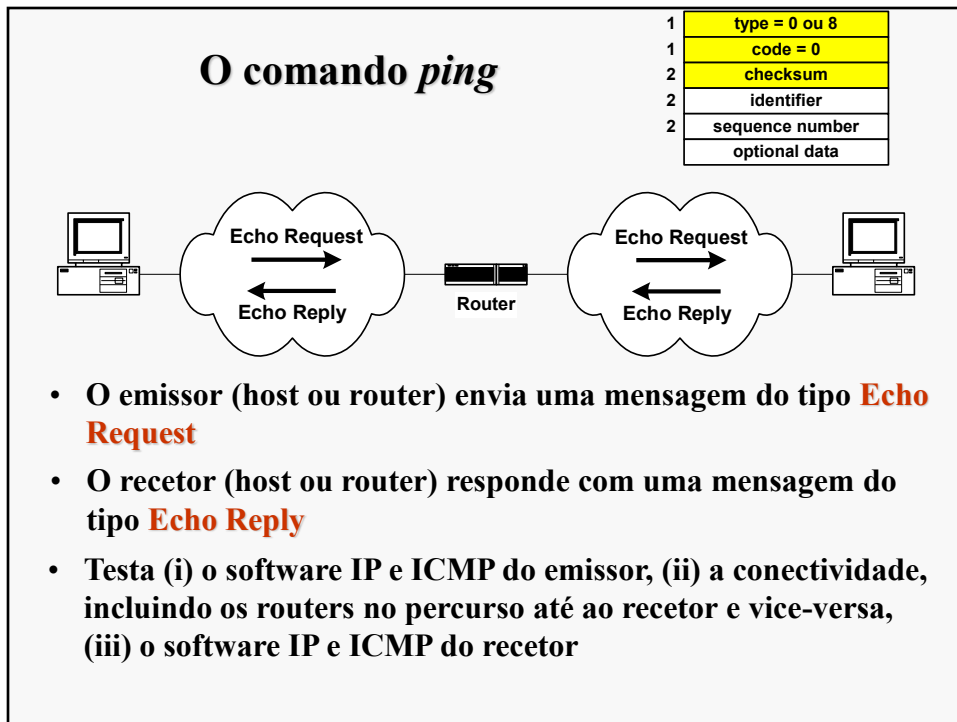 O comando ping
1 type = 0 ou 8
1 code = 0
2 checksum
2 identifier
2 sequence number
optional data
Echo Request
Echo Reply
Router
Echo Request
Echo Reply
• O emissor (host ou router) envia uma mensagem do tipo Echo
Request
• O recetor (host ou router) responde com uma mensagem do
tipo Echo Reply
• Testa (i) o software IP e ICMP do emissor, (ii) a conectividade,
incluindo os routers no percurso até ao recetor e vice-versa,
(iii) o software IP e ICMP do recetor